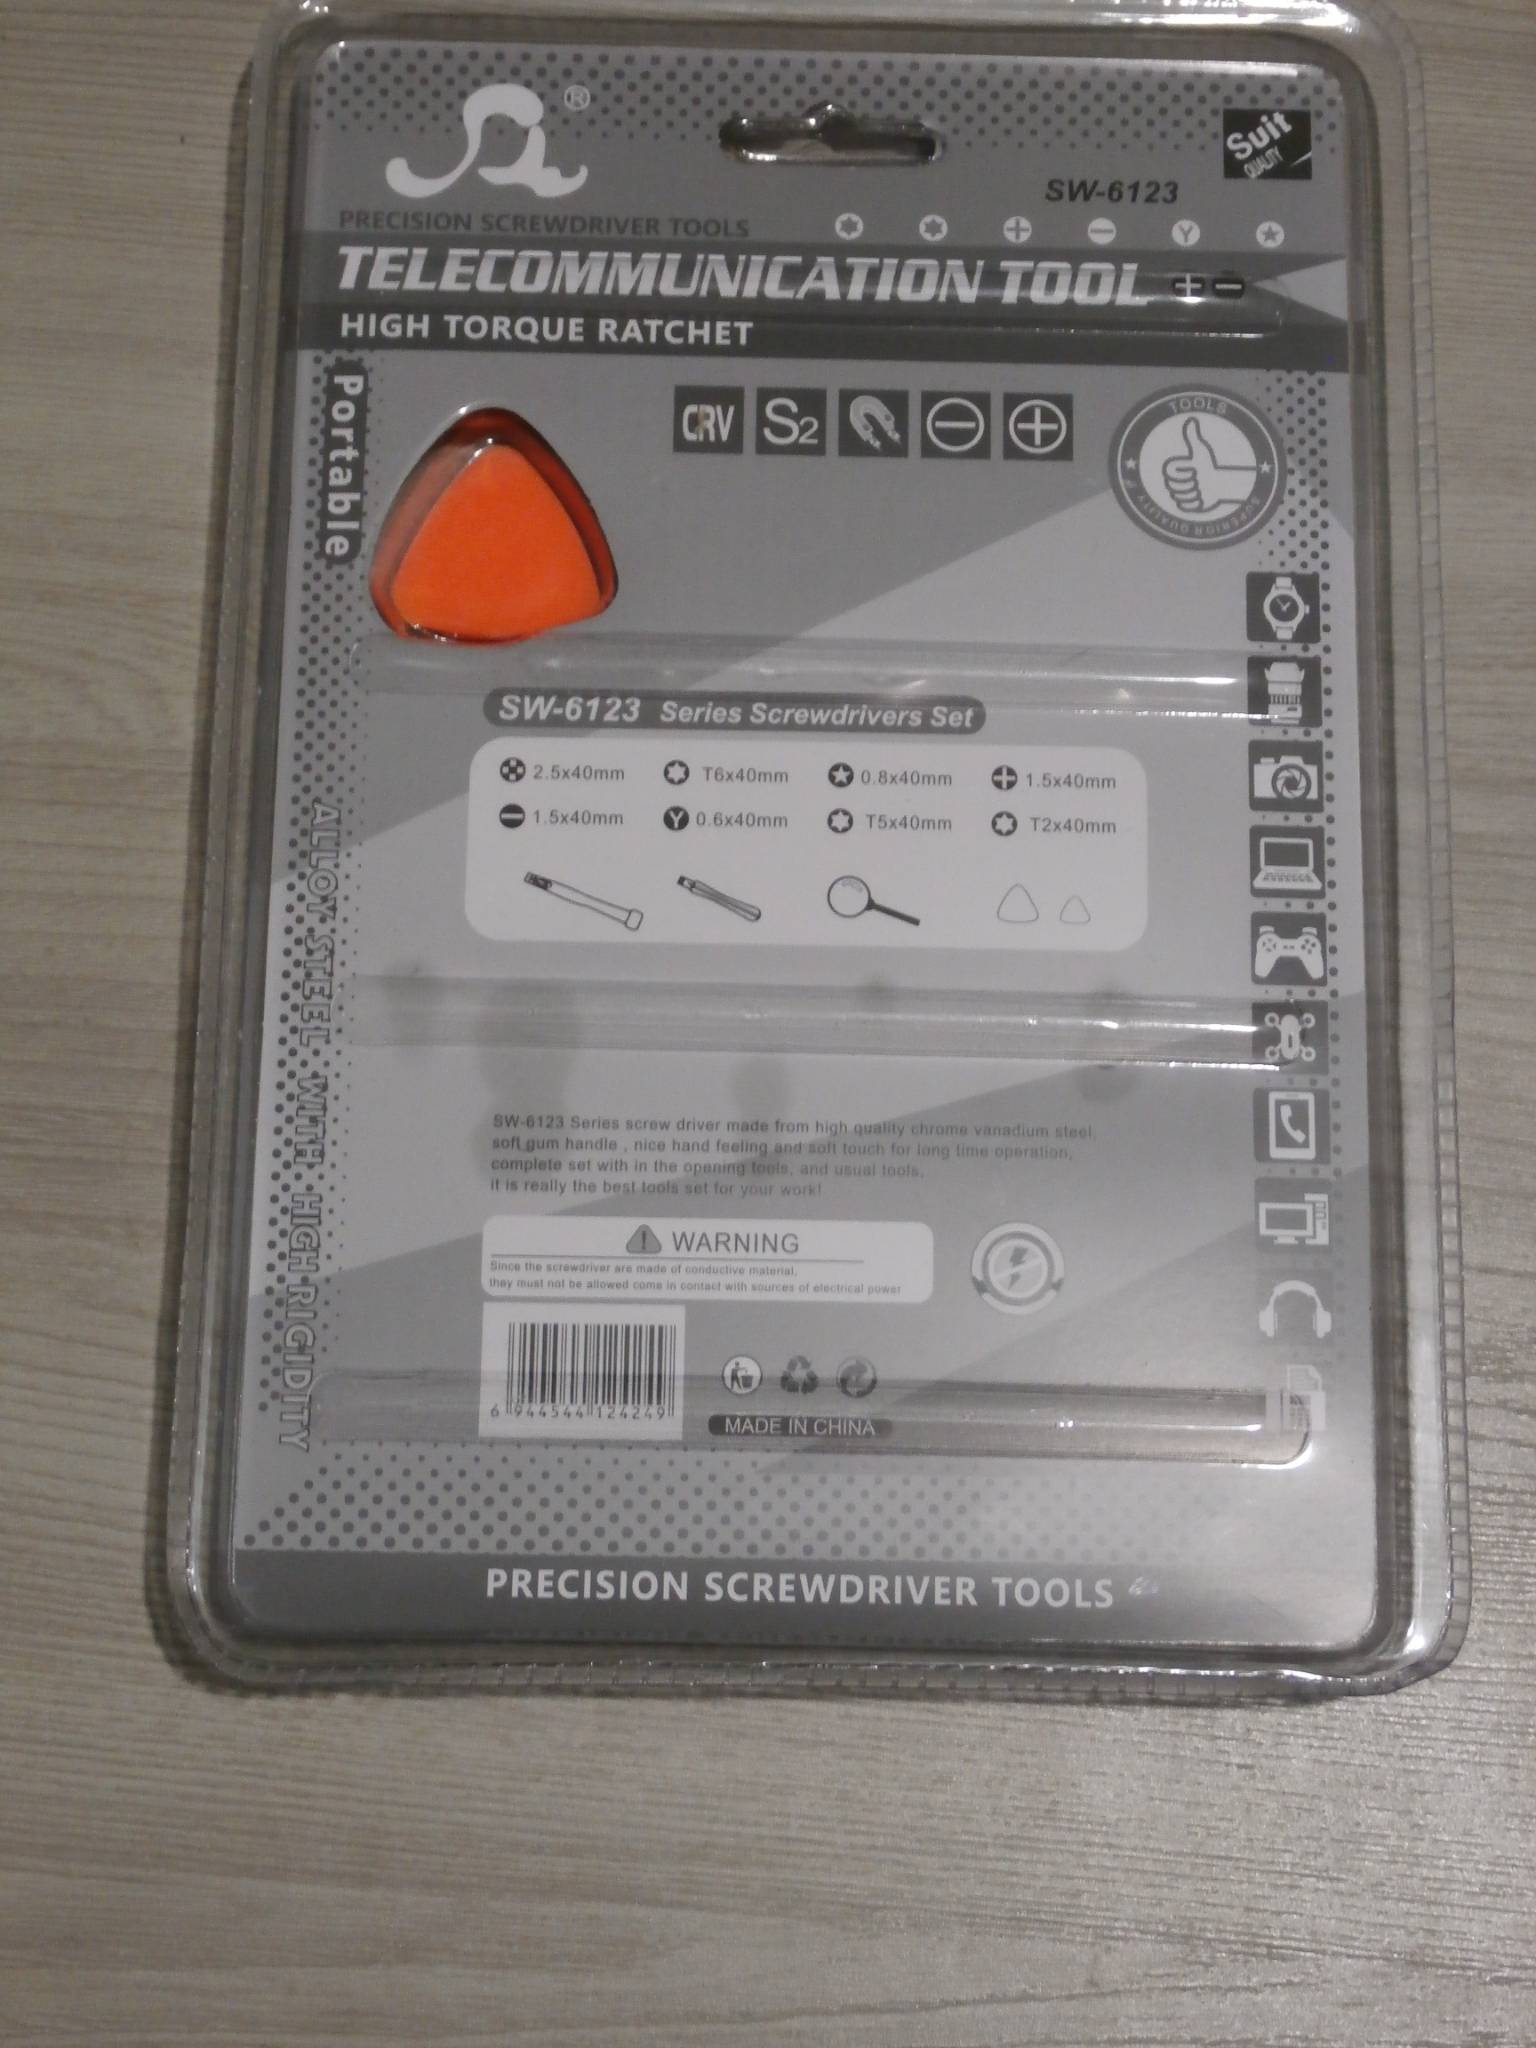 ®
Suit
QUALITY
SW-6123
PRECISION SCREWDRIVER TOOLS
Y
TELECOMMUNICATION TOOL
HIGH TORQUE RATCHET
Portable
CRV
S2
TOOLS
SUPERIOR QUALITY
SW-6123 Series Screwdrivers Set
2.5x40mm T6x40mm 0.8x40mm 1.5x40mm
1.5x40mm Y 0.6x40mm T5x40mm T2x40mm
ALLOY STEEL WITH HIGH RIGIDITY
SW-6123 Series screw driver made from high quality chrome vanadium steel,
soft gum handle , nice hand feeling and soft touch for long time operation,
complete set with in the opening tools, and usual tools,
it is really the best tools set for your work!
WARNING
Since the screwdriver are made of conductive material,
they must not be allowed come in contact with sources of electrical power
6 944544 124249
MADE IN CHINA
PRECISION SCREWDRIVER TOOLS